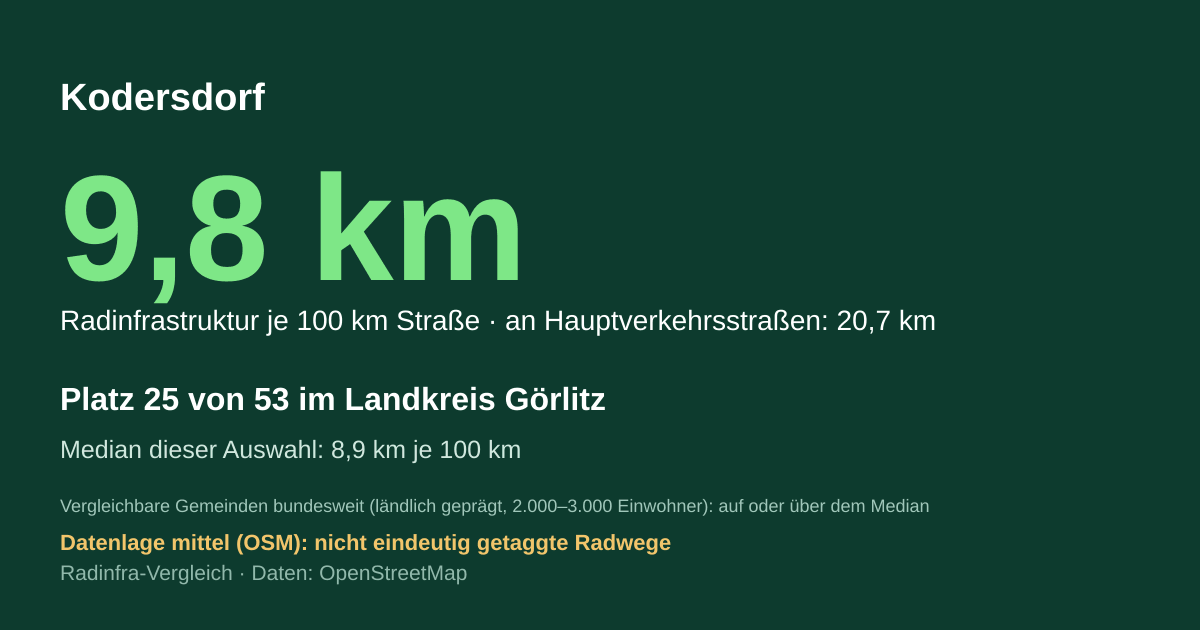 Kodersdorf
9,8 km
Radinfrastruktur je 100 km Straße · an Hauptverkehrsstraßen: 20,7 km
Platz 25 von 53 im Landkreis Görlitz
Median dieser Auswahl: 8,9 km je 100 km
Vergleichbare Gemeinden bundesweit (ländlich geprägt, 2.000–3.000 Einwohner): auf oder über dem Median
Datenlage mittel (OSM): nicht eindeutig getaggte Radwege
Radinfra-Vergleich · Daten: OpenStreetMap